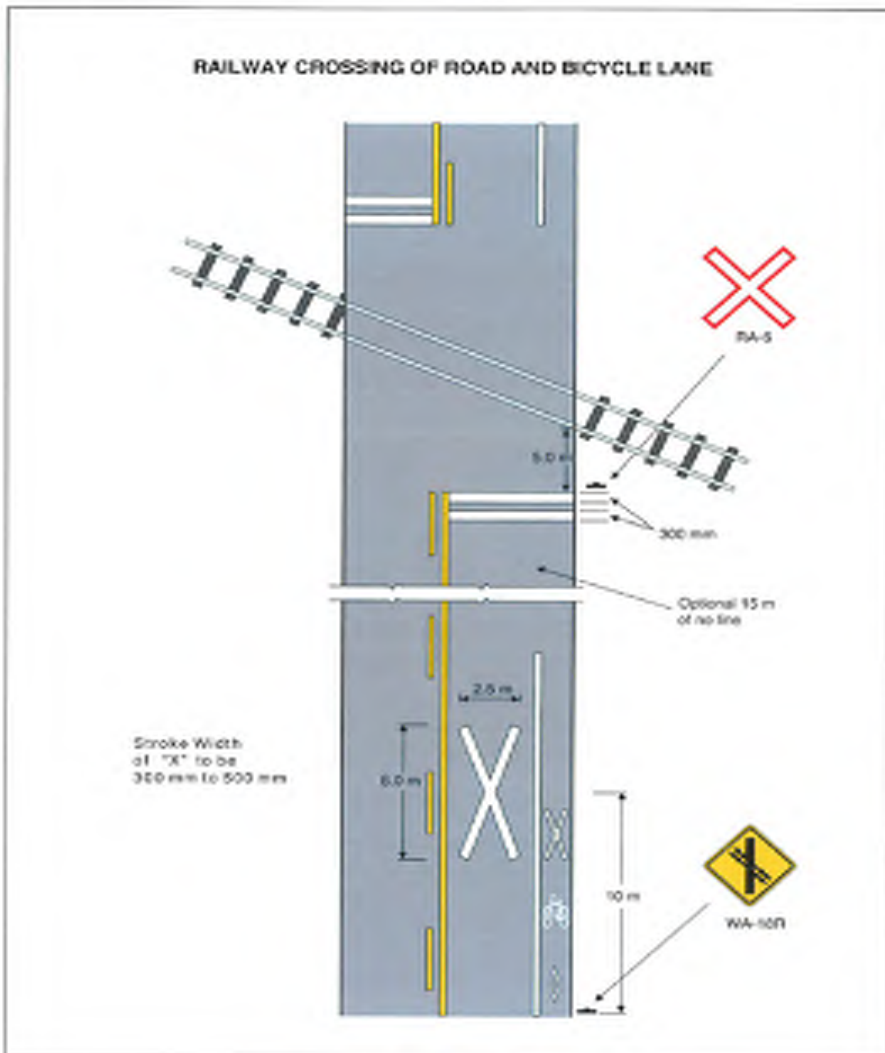 RAILWAY CROSSING OF ROAD AND BICYCLE LANE
RA-6
5.0 m
300 mm
Optional 15 m
of no line
2.5 m
Stroke Width
of "X" to be
300 mm to 500 mm
6.0 m
10 m
WA-18R